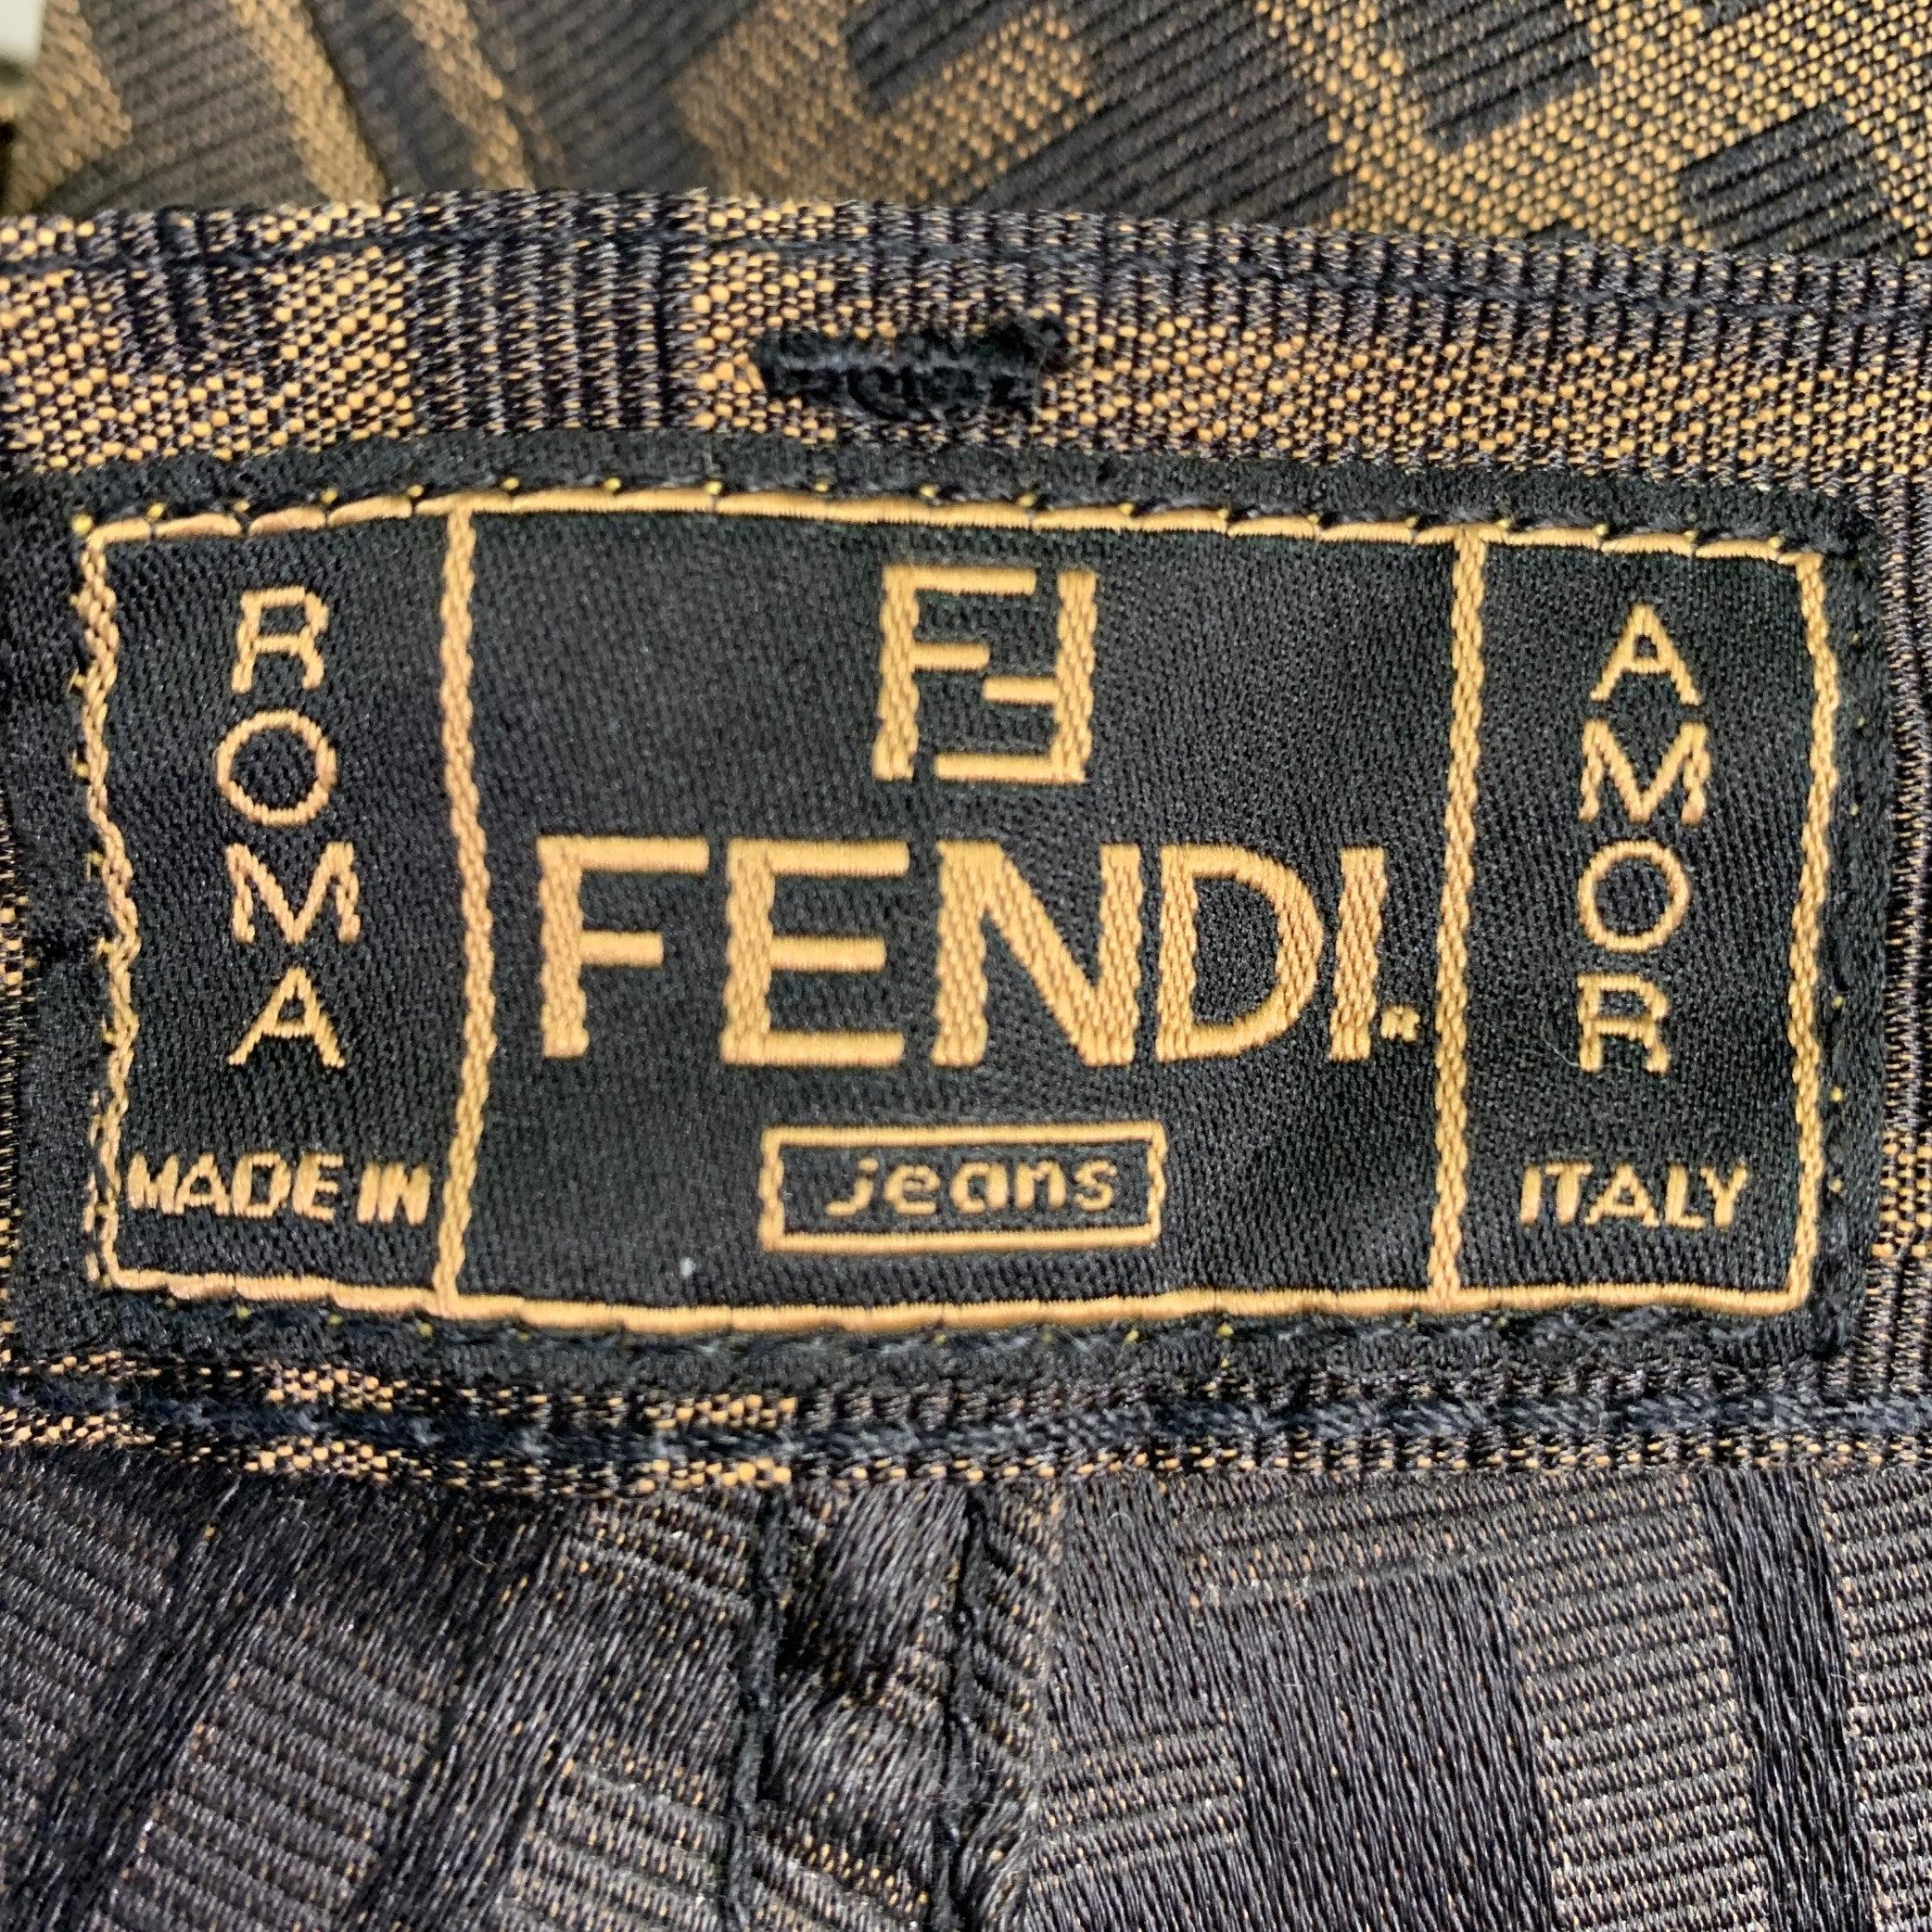 ROMA
MADE IN
FF
FENDI®
jeans
AMOR
ITALY